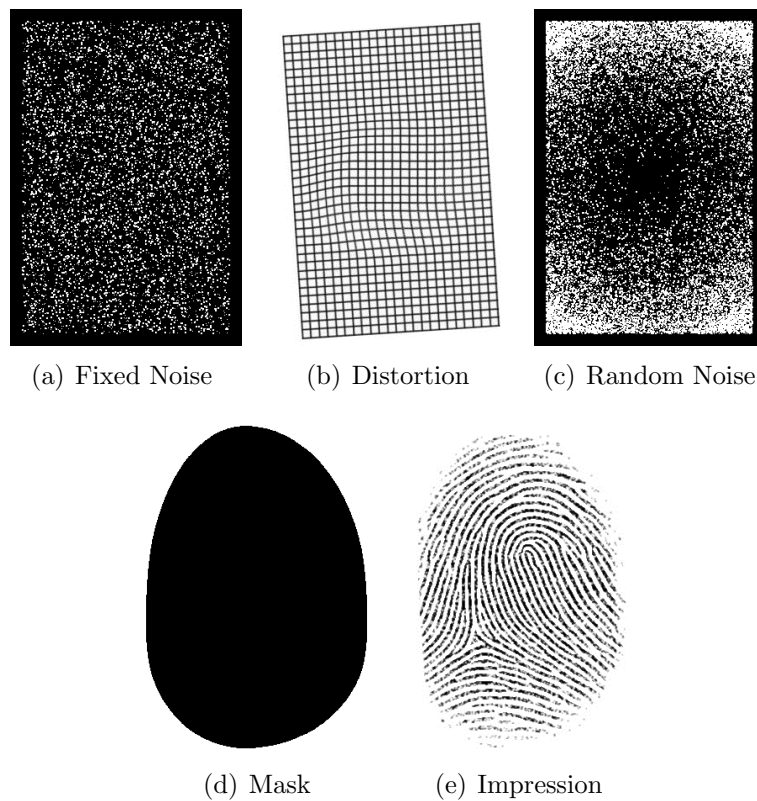 (a) Fixed Noise
(b) Distortion
(c) Random Noise
(d) Mask
(e) Impression